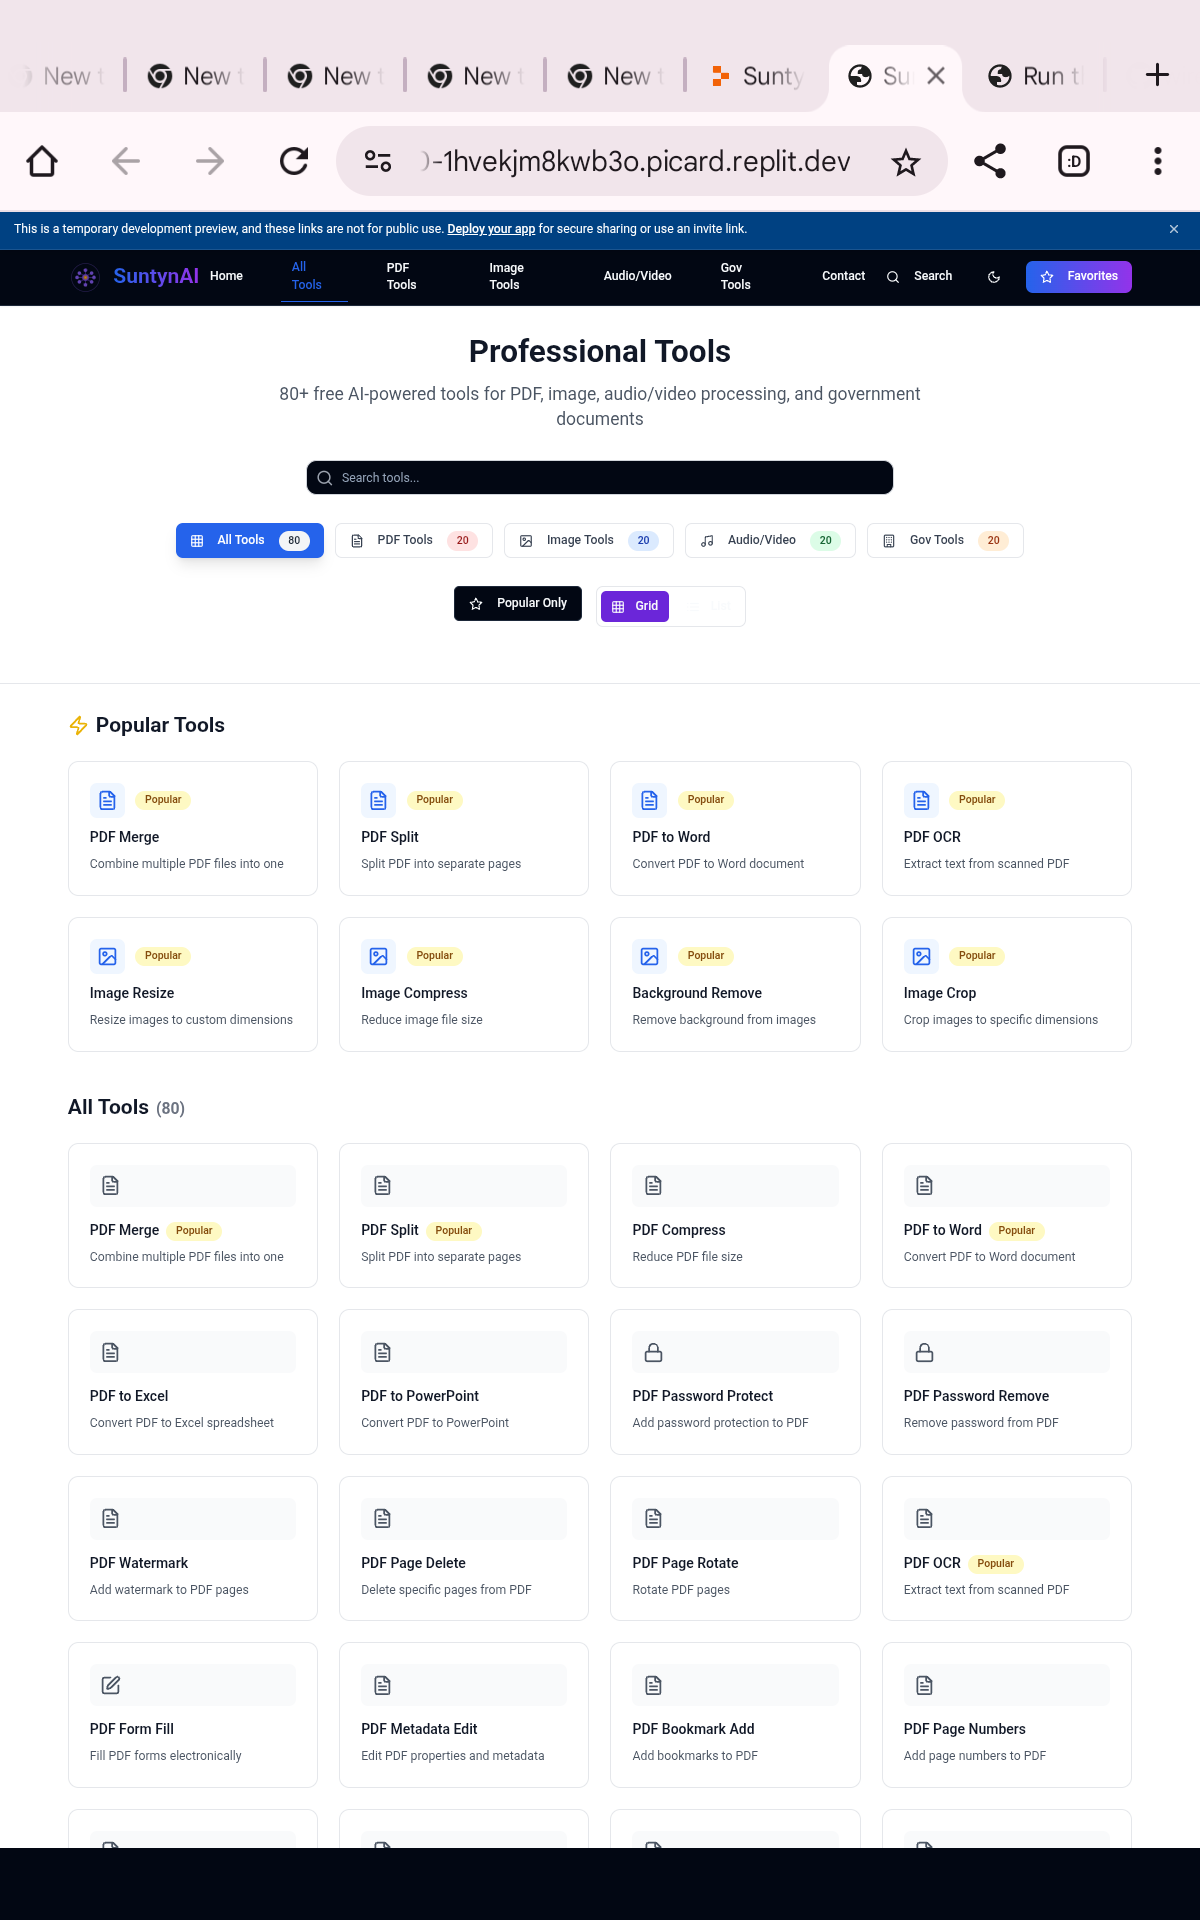 New t
New t
New t
New t
New t
Sunty
Su
Run t
-1hvekjm8kwb3o.picard.replit.dev
:D
This is a temporary development preview, and these links are not for public use. Deploy your app for secure sharing or use an invite link.
SuntynAI
Home
All
Tools
PDF
Tools
Image
Tools
Audio/Video
Gov
Tools
Contact
Search
Favorites
Professional Tools
80+ free AI-powered tools for PDF, image, audio/video processing, and government
documents
Search tools...
All Tools 80
PDF Tools 20
Image Tools 20
Audio/Video 20
Gov Tools 20
Popular Only
Grid
List
Popular Tools
Popular
PDF Merge
Combine multiple PDF files into one
Popular
PDF Split
Split PDF into separate pages
Popular
PDF to Word
Convert PDF to Word document
Popular
PDF OCR
Extract text from scanned PDF
Popular
Image Resize
Resize images to custom dimensions
Popular
Image Compress
Reduce image file size
Popular
Background Remove
Remove background from images
Popular
Image Crop
Crop images to specific dimensions
All Tools (80)
PDF Merge Popular
Combine multiple PDF files into one
PDF Split Popular
Split PDF into separate pages
PDF Compress
Reduce PDF file size
PDF to Word Popular
Convert PDF to Word document
PDF to Excel
Convert PDF to Excel spreadsheet
PDF to PowerPoint
Convert PDF to PowerPoint
PDF Password Protect
Add password protection to PDF
PDF Password Remove
Remove password from PDF
PDF Watermark
Add watermark to PDF pages
PDF Page Delete
Delete specific pages from PDF
PDF Page Rotate
Rotate PDF pages
PDF OCR Popular
Extract text from scanned PDF
PDF Form Fill
Fill PDF forms electronically
PDF Metadata Edit
Edit PDF properties and metadata
PDF Bookmark Add
Add bookmarks to PDF
PDF Page Numbers
Add page numbers to PDF